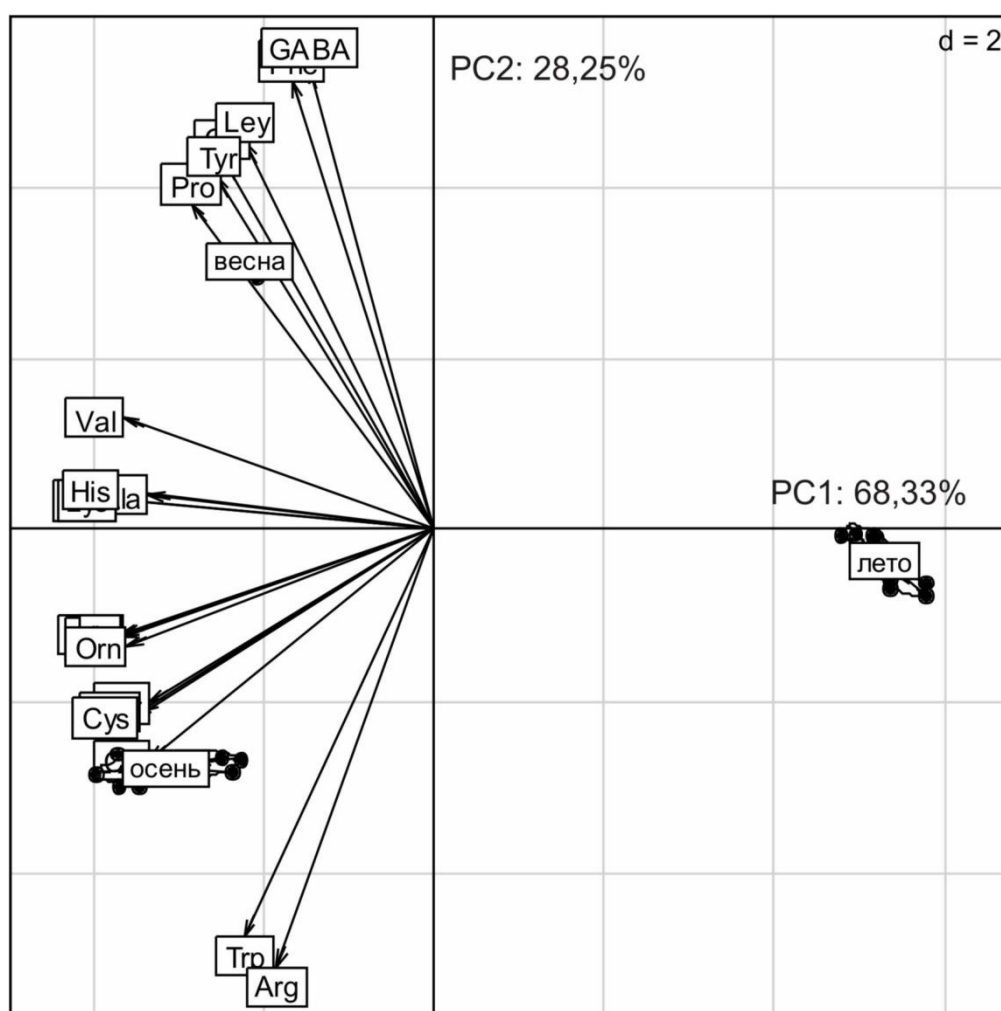 GABA
d = 2
PC2: 28,25%
Ley
Tyr
Pro
весна
Val
His
la
PC1: 68,33%
лето
Orn
Cys
осень
Trp
Arg